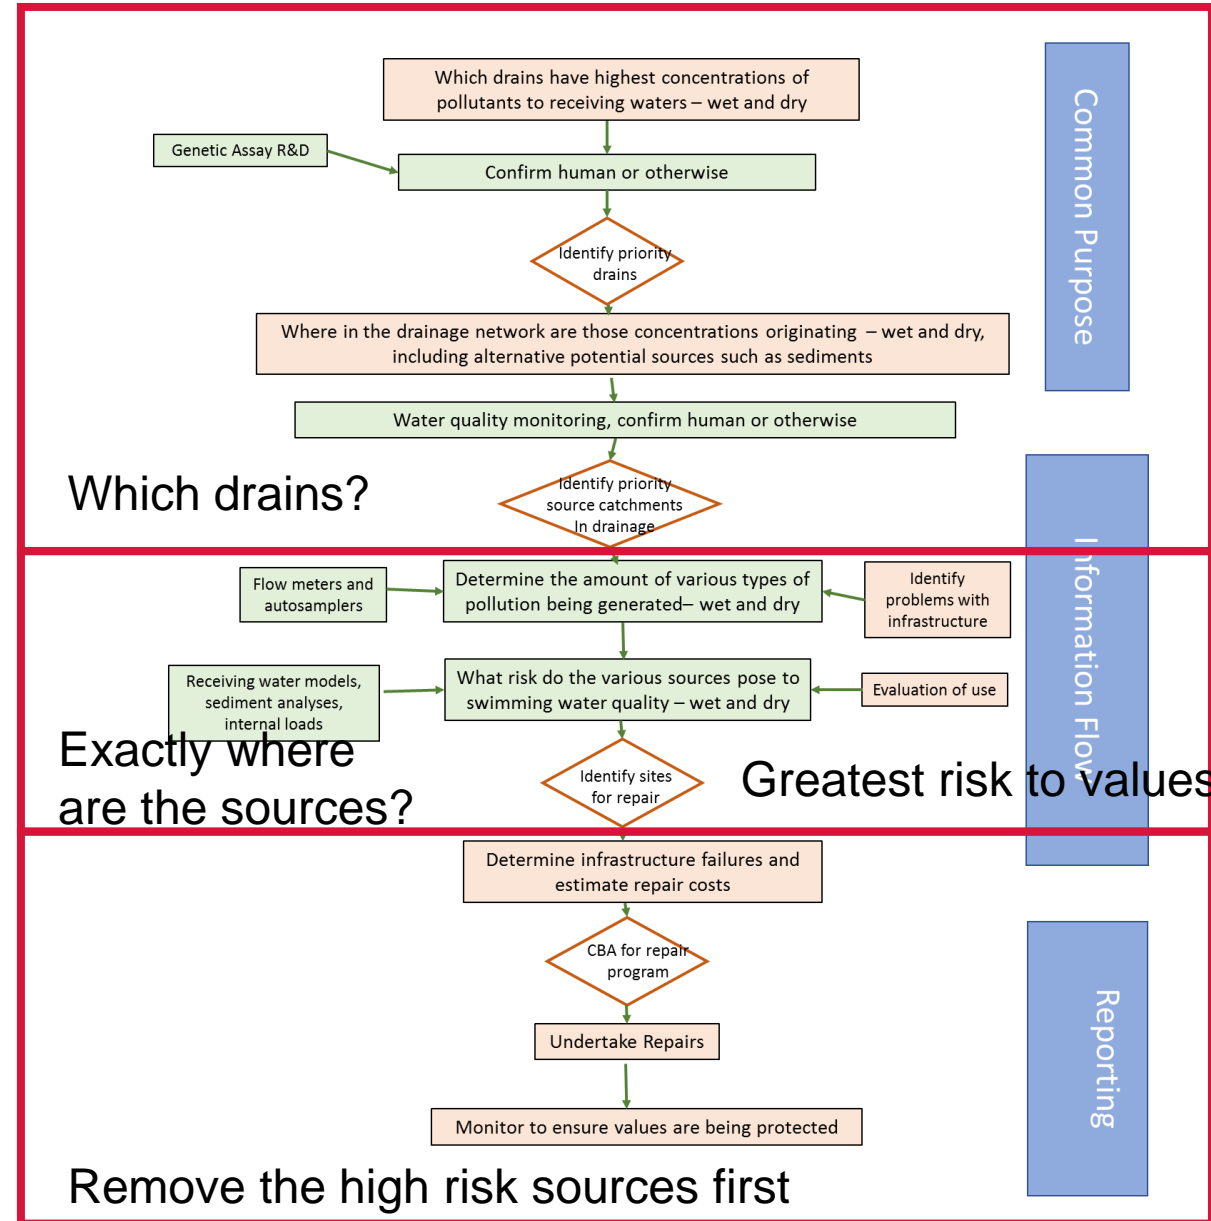 Which drains have highest concentrations of
pollutants to receiving waters – wet and dry
Genetic Assay R&D
Confirm human or otherwise
Identify priority
drains
Where in the drainage network are those concentrations originating – wet and dry,
including alternative potential sources such as sediments
Water quality monitoring, confirm human or otherwise
Common Purpose
Which drains?
Identify priority
source catchments
In drainage
Flow meters and
autosamplers
Determine the amount of various types of
pollution being generated– wet and dry
Identify
problems with
infrastructure
Receiving water models,
sediment analyses,
internal loads
What risk do the various sources pose to
swimming water quality – wet and dry
Evaluation of use
Information Flow
Exactly where
are the sources?
Identify sites
for repair
Greatest risk to values
Determine infrastructure failures and
estimate repair costs
CBA for repair
program
Undertake Repairs
Monitor to ensure values are being protected
Reporting
Remove the high risk sources first